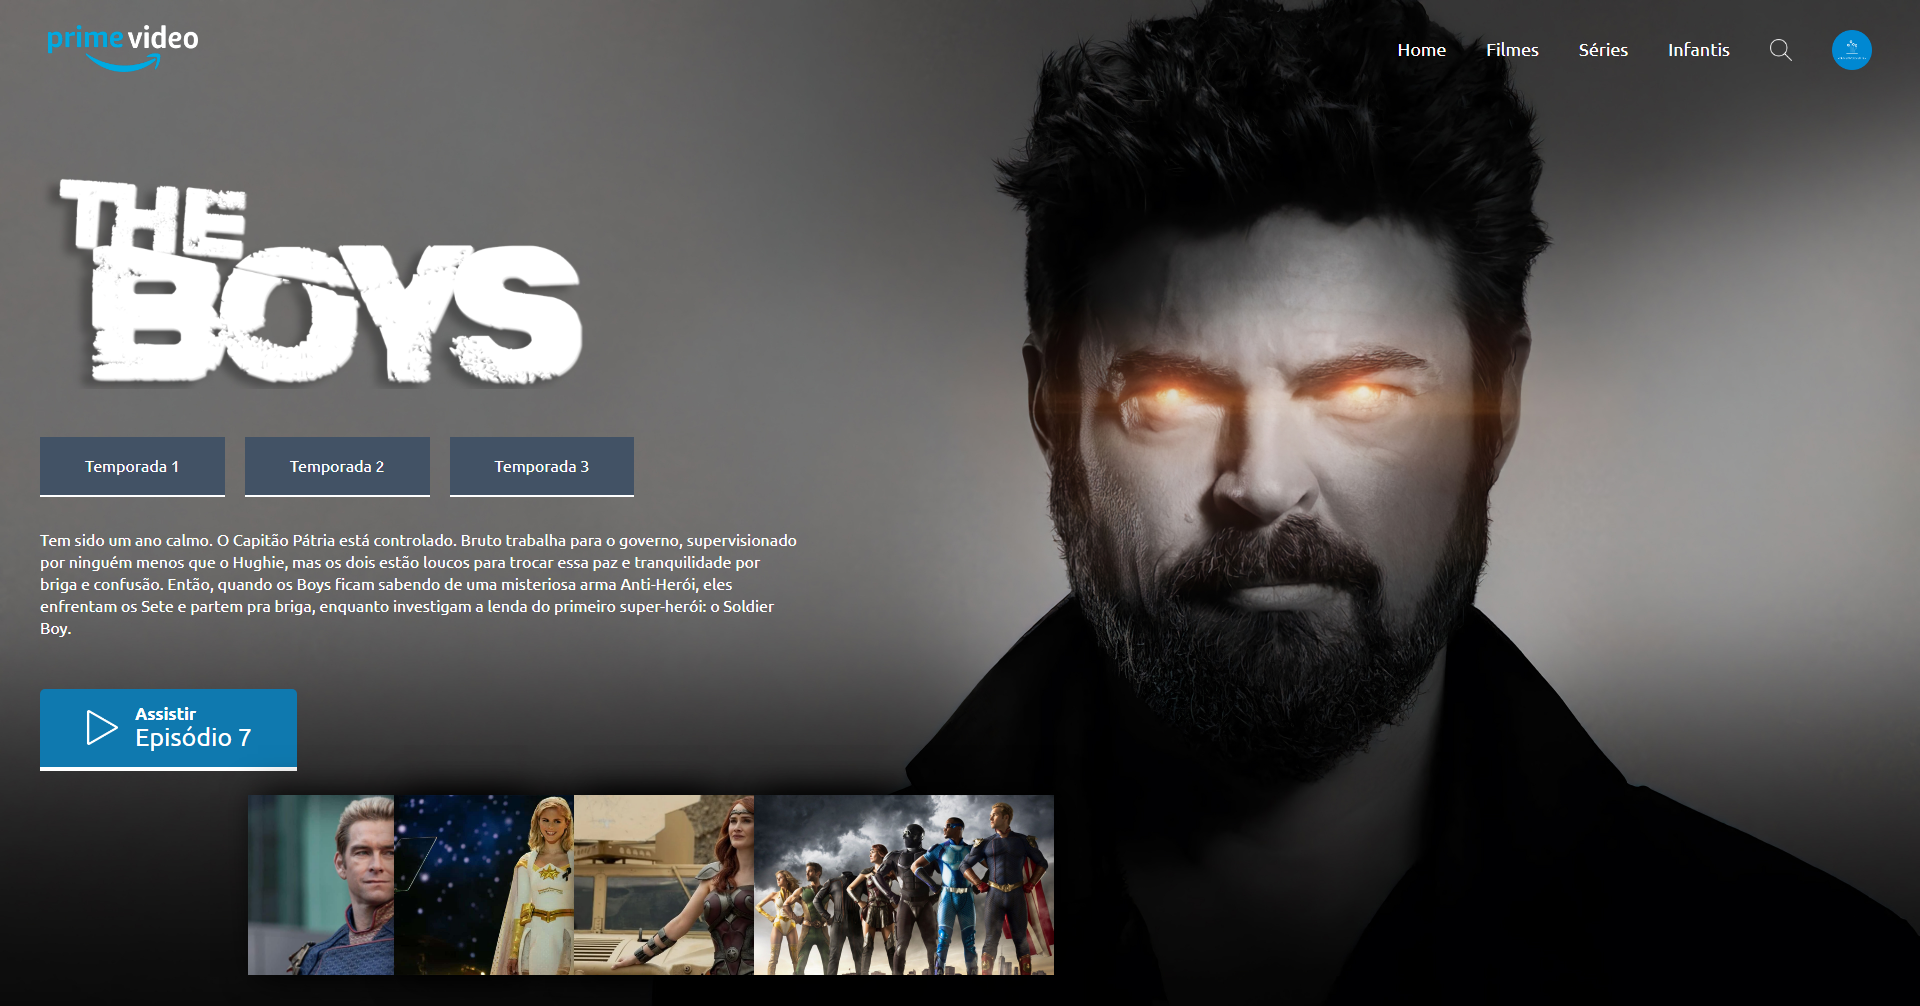 prime video
Home
Filmes
Séries
Infantis
THE
BOYS
Temporada 1
Temporada 2
Temporada 3
Tem sido um ano calmo. O Capitão Pátria está controlado. Bruto trabalha para o governo, supervisionado
por ninguém menos que o Hughie, mas os dois estão loucos para trocar essa paz e tranquilidade por
briga e confusão. Então, quando os Boys ficam sabendo de uma misteriosa arma Anti-Herói, eles
enfrentam os Sete e partem pra briga, enquanto investigam a lenda do primeiro super-herói: o Soldier
Boy.
Assistir
Episódio 7